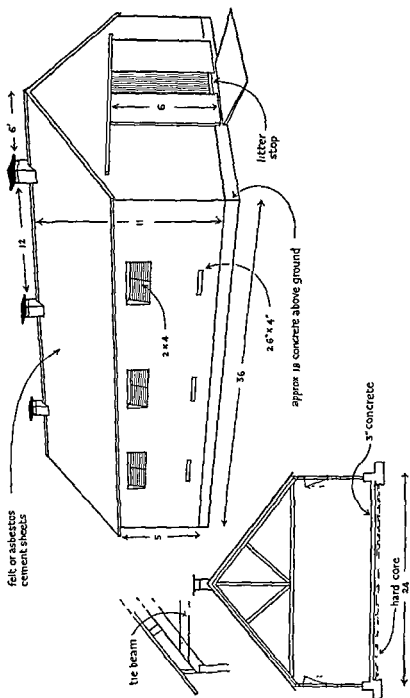 6'
12
felt or asbestos
cement sheets
11
6
litter
stop
2 x 4
2 6" x 4"
5
36
approx 18 concrete above ground
tie beam
3" concrete
hard core
24